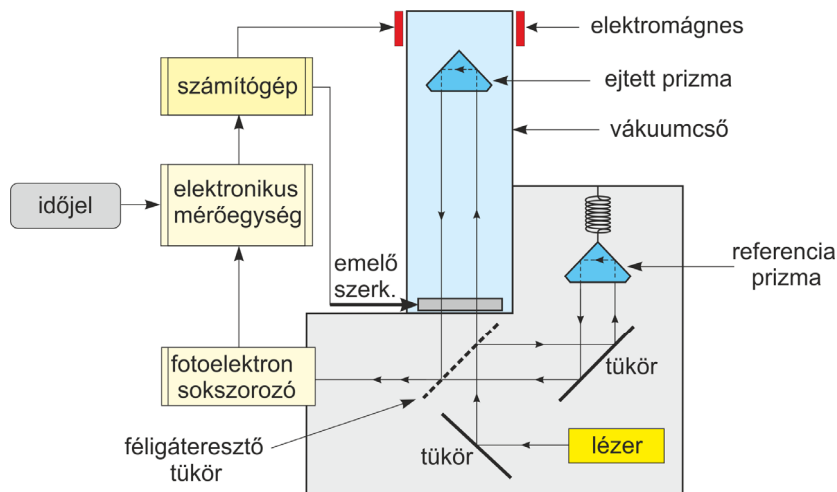 elektromágnes
számítógép
ejtett prizma
vákuumcső
elektronikus
mérőegység
időjel
emelő
szerk.
referencia
prizma
fotoelektron
sokszorozó
tükör
féligáteresztő
tükör
tükör
lézer